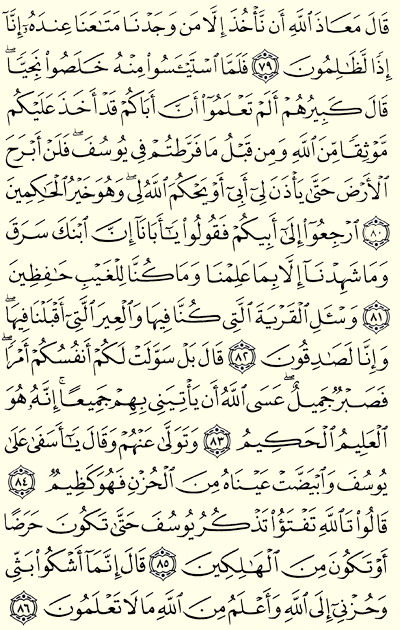 قَالَ مَعَاذَ ٱللَّهِ أَن نَّأْخُذَ إِلَّا مَن وَجَدْنَا مَتَٰعَنَا عِندَهُۥٓ إِنَّآ
إِذًا لَّظَٰلِمُونَ ٧٩ فَلَمَّا ٱسْتَيْـَٔسُوا۟ مِنْهُ خَلَصُوا۟ نَجِيًّا ۖ
قَالَ كَبِيرُهُمْ أَلَمْ تَعْلَمُوٓا۟ أَنَّ أَبَاكُمْ قَدْ أَخَذَ عَلَيْكُم
مَّوْثِقًا مِّنَ ٱللَّهِ وَمِن قَبْلُ مَا فَرَّطتُمْ فِى يُوسُفَ ۖ فَلَنْ أَبْرَحَ
ٱلْأَرْضَ حَتَّىٰ يَأْذَنَ لِىٓ أَبِىٓ أَوْ يَحْكُمَ ٱللَّهُ لِى ۖ وَهُوَ خَيْرُ ٱلْحَٰكِمِينَ
٨٠ ٱرْجِعُوٓا۟ إِلَىٰٓ أَبِيكُمْ فَقُولُوا۟ يَٰٓأَبَانَآ إِنَّ ٱبْنَكَ سَرَقَ
وَمَا شَهِدْنَآ إِلَّا بِمَا عَلِمْنَا وَمَا كُنَّا لِلْغَيْبِ حَٰفِظِينَ
٨١ وَسْـَٔلِ ٱلْقَرْيَةَ ٱلَّتِى كُنَّا فِيهَا وَٱلْعِيرَ ٱلَّتِىٓ أَقْبَلْنَا فِيهَا ۖ
وَإِنَّا لَصَٰدِقُونَ ٨٢ قَالَ بَلْ سَوَّلَتْ لَكُمْ أَنفُسُكُمْ أَمْرًا ۖ
فَصَبْرٌ جَمِيلٌ ۖ عَسَى ٱللَّهُ أَن يَأْتِيَنِى بِهِمْ جَمِيعًا ۚ إِنَّهُۥ هُوَ
ٱلْعَلِيمُ ٱلْحَكِيمُ ٨٣ وَتَوَلَّىٰ عَنْهُمْ وَقَالَ يَٰٓأَسَفَىٰ عَلَىٰ
يُوسُفَ وَٱبْيَضَّتْ عَيْنَاهُ مِنَ ٱلْحُزْنِ فَهُوَ كَظِيمٌ ٨٤
قَالُوا۟ تَٱللَّهِ تَفْتَؤُا۟ تَذْكُرُ يُوسُفَ حَتَّىٰ تَكُونَ حَرَضًا
أَوْ تَكُونَ مِنَ ٱلْهَٰلِكِينَ ٨٥ قَالَ إِنَّمَآ أَشْكُوا۟ بَثِّى
وَحُزْنِىٓ إِلَى ٱللَّهِ وَأَعْلَمُ مِنَ ٱللَّهِ مَا لَا تَعْلَمُونَ ٨٦